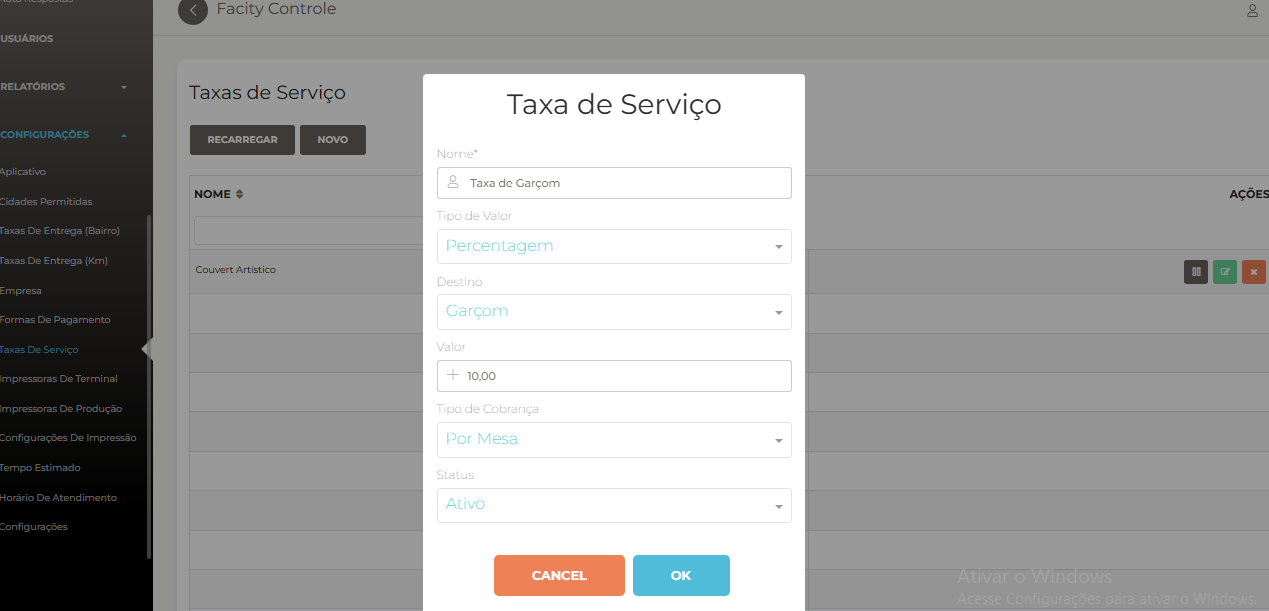 Facity Controle
USUÁRIOS
RELATÓRIOS
CONFIGURAÇÕES
Aplicativo
Cidades Permitidas
Taxas De Entrega (Bairro)
Taxas De Entrega (Km)
Empresa
Formas De Pagamento
Taxas De Serviço
Impressoras De Terminal
Impressoras De Produção
Configurações De Impressão
Tempo Estimado
Horário De Atendimento
Configurações
Taxas de Serviço
RECARREGAR NOVO
NOME
AÇÕES
Couvert Artístico
Taxa de Serviço
Nome*
Taxa de Garçom
Tipo de Valor
Percentagem
Destino
Garçom
Valor
10,00
Tipo de Cobrança
Por Mesa
Status
Ativo
CANCEL OK
Ativar o Windows
Acesse Configurações para ativar o Windows.